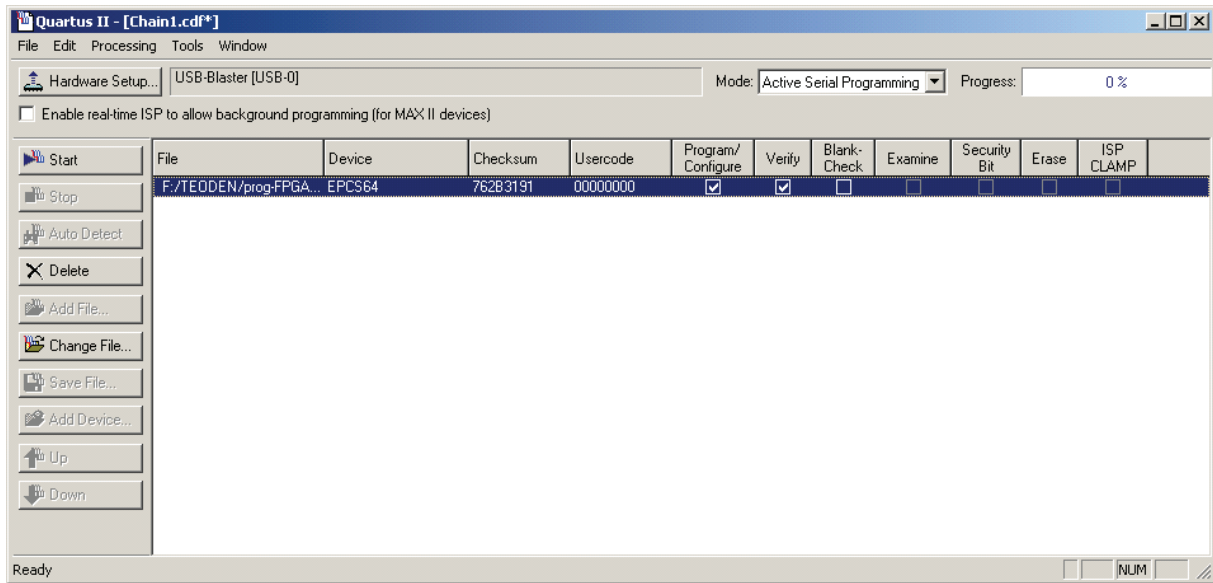 Quartus II - [Chain1.cdf*]
File Edit Processing Tools Window
Hardware Setup... USB-Blaster [USB-0] Mode: Active Serial Programming Progress: 0 %
Enable real-time ISP to allow background programming (for MAX II devices)
Start
Stop
Auto Detect
Delete
Add File...
Change File...
Save File...
Add Device...
Up
Down
File Device Checksum Usercode Program/ Configure Verify Blank- Check Examine Security Bit Erase ISP CLAMP
F:/TEODEN/prog-FPGA... EPCS64 762B3191 00000000
Ready NUM